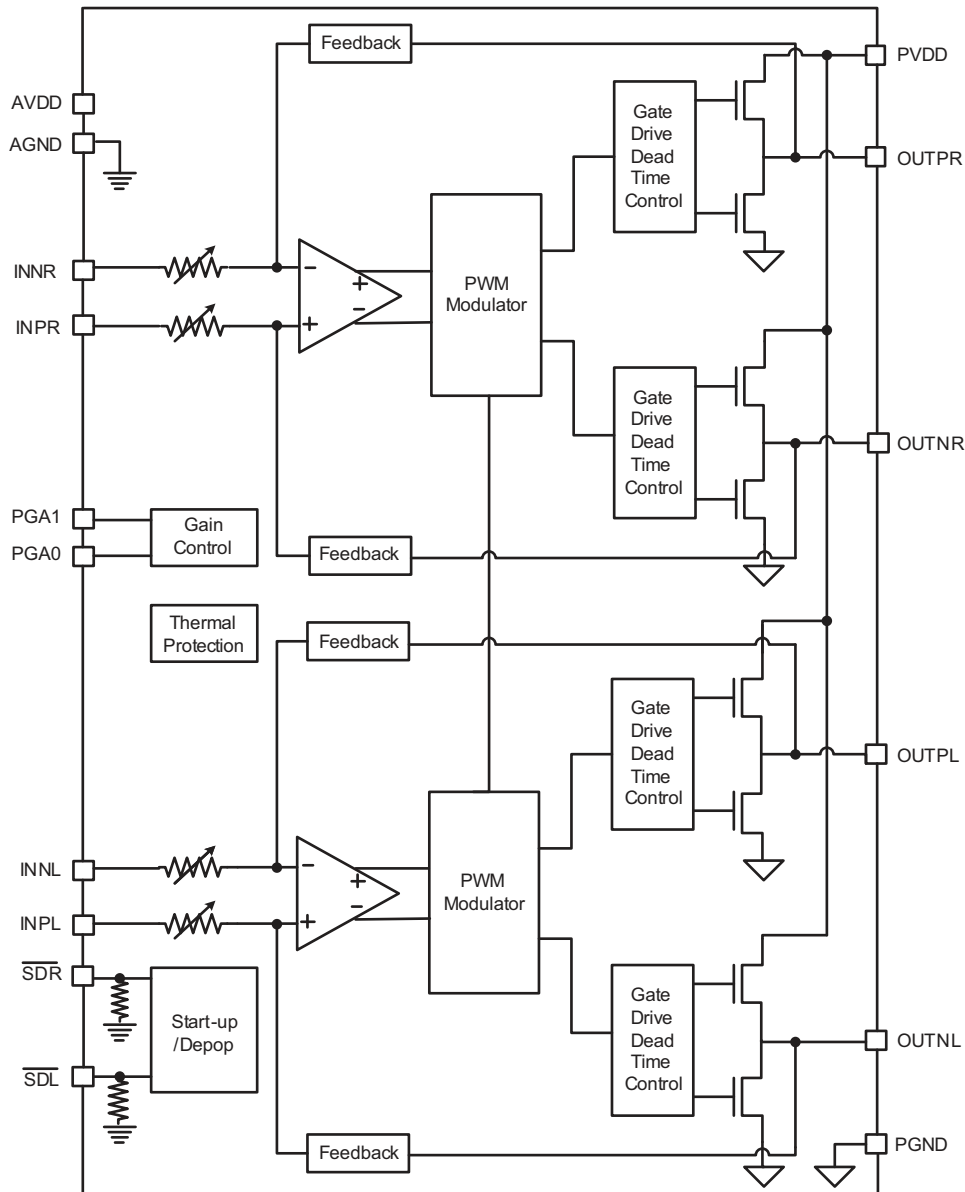 Feedback
PVDD
AVDD
AGND
Gate
Drive
Dead
Time
Control
OUTPR
INNR
INPR
−
+
+
−
PWM
Modulator
Gate
Drive
Dead
Time
Control
OUTNR
PGA1
PGA0
Gain
Control
Feedback
Thermal
Protection
Feedback
Gate
Drive
Dead
Time
Control
OUTPL
INNL
INPL
−
+
+
−
PWM
Modulator
SDR
SDL
Start-up
/Depop
Gate
Drive
Dead
Time
Control
OUTNL
Feedback
PGND